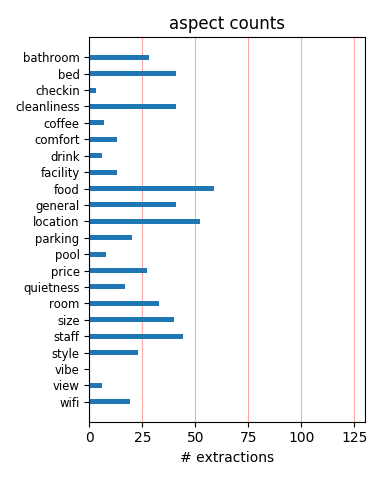 aspect counts
bathroom
bed
checkin
cleanliness
coffee
comfort
drink
facility
food
general
location
parking
pool
price
quietness
room
size
staff
style
vibe
view
wifi
0 25 50 75 100 125
# extractions